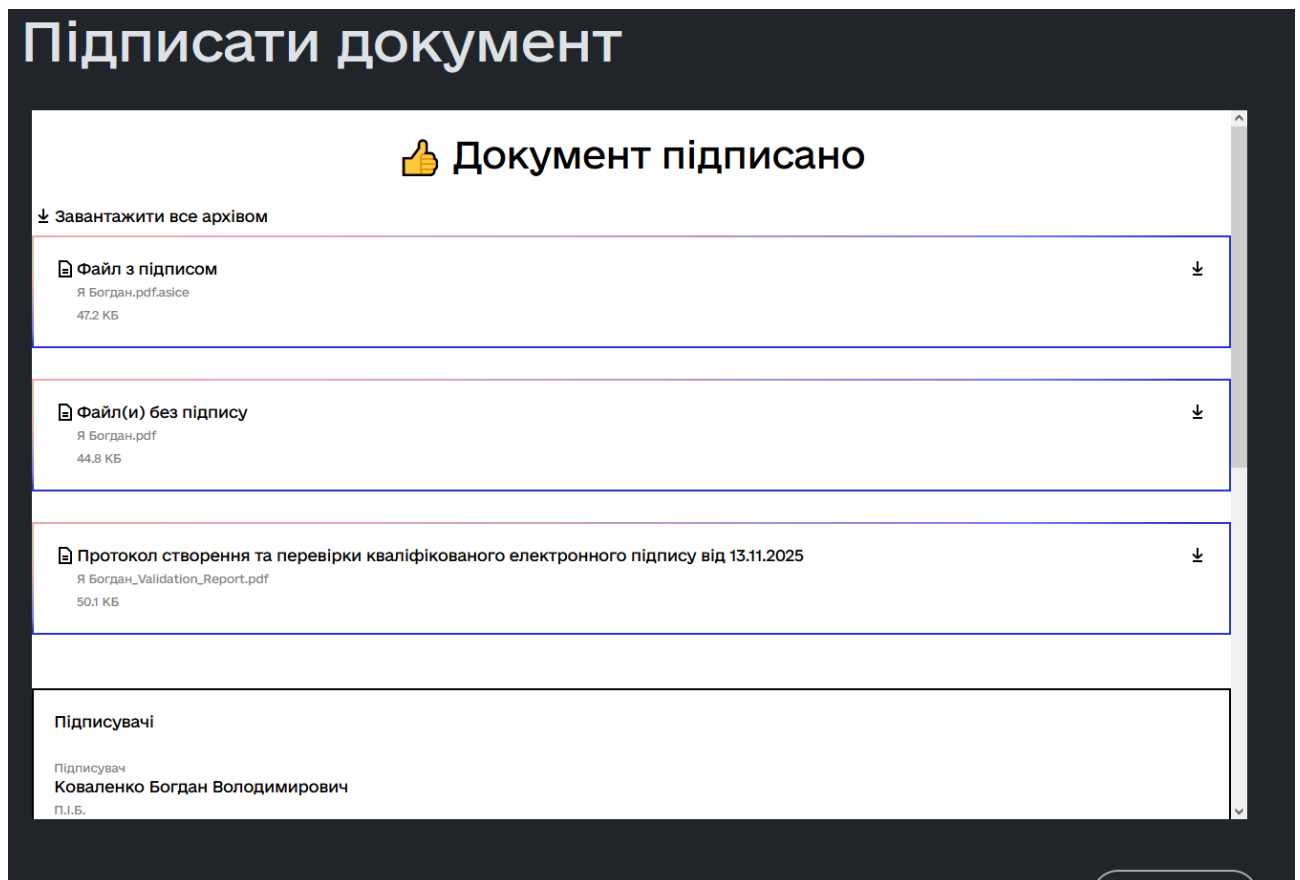 Підписати документ
👍 Документ підписано
Завантажити все архівом
Файл з підписом
Я Богдан.pdf.asice
47.2 КБ
Файл(и) без підпису
Я Богдан.pdf
44.8 КБ
Протокол створення та перевірки кваліфікованого електронного підпису від 13.11.2025
Я Богдан_Validation_Report.pdf
50.1 КБ
Підписувачі
Підписувач
Коваленко Богдан Володимирович
П.І.Б.